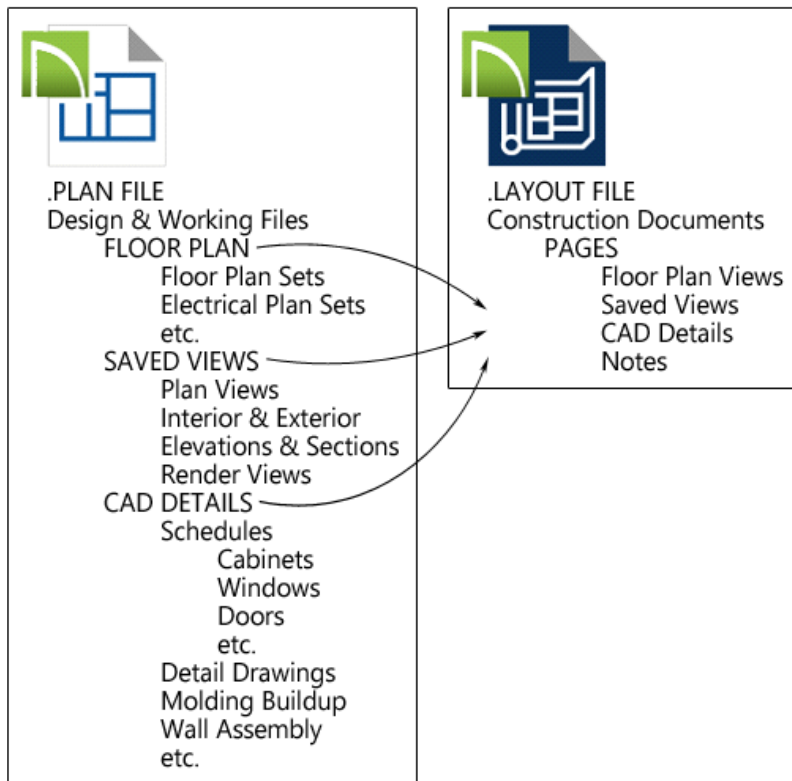 .PLAN FILE
Design & Working Files
FLOOR PLAN
Floor Plan Sets
Electrical Plan Sets
etc.
SAVED VIEWS
Plan Views
Interior & Exterior
Elevations & Sections
Render Views
CAD DETAILS
Schedules
Cabinets
Windows
Doors
etc.
Detail Drawings
Molding Buildup
Wall Assembly
etc.
.LAYOUT FILE
Construction Documents
PAGES
Floor Plan Views
Saved Views
CAD Details
Notes